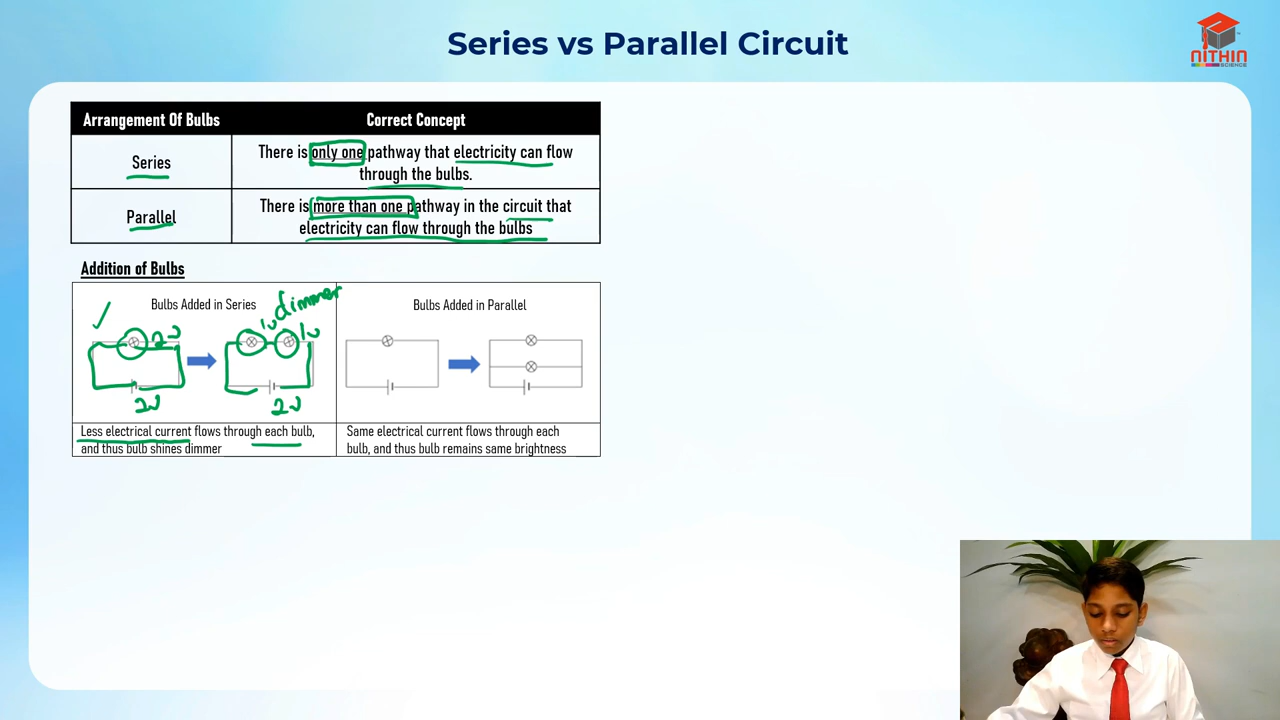 Series vs Parallel Circuit
NITHIN
SCIENCE
Arrangement Of Bulbs
Correct Concept
Series
There is only one pathway that electricity can flow
through the bulbs.
Parallel
There is more than one pathway in the circuit that
electricity can flow through the bulbs
Addition of Bulbs
Bulbs Added in Series
dimmer
2v
1v
1v
2v
2v
Less electrical current flows through each bulb,
and thus bulb shines dimmer
Bulbs Added in Parallel
Same electrical current flows through each
bulb, and thus bulb remains same brightness